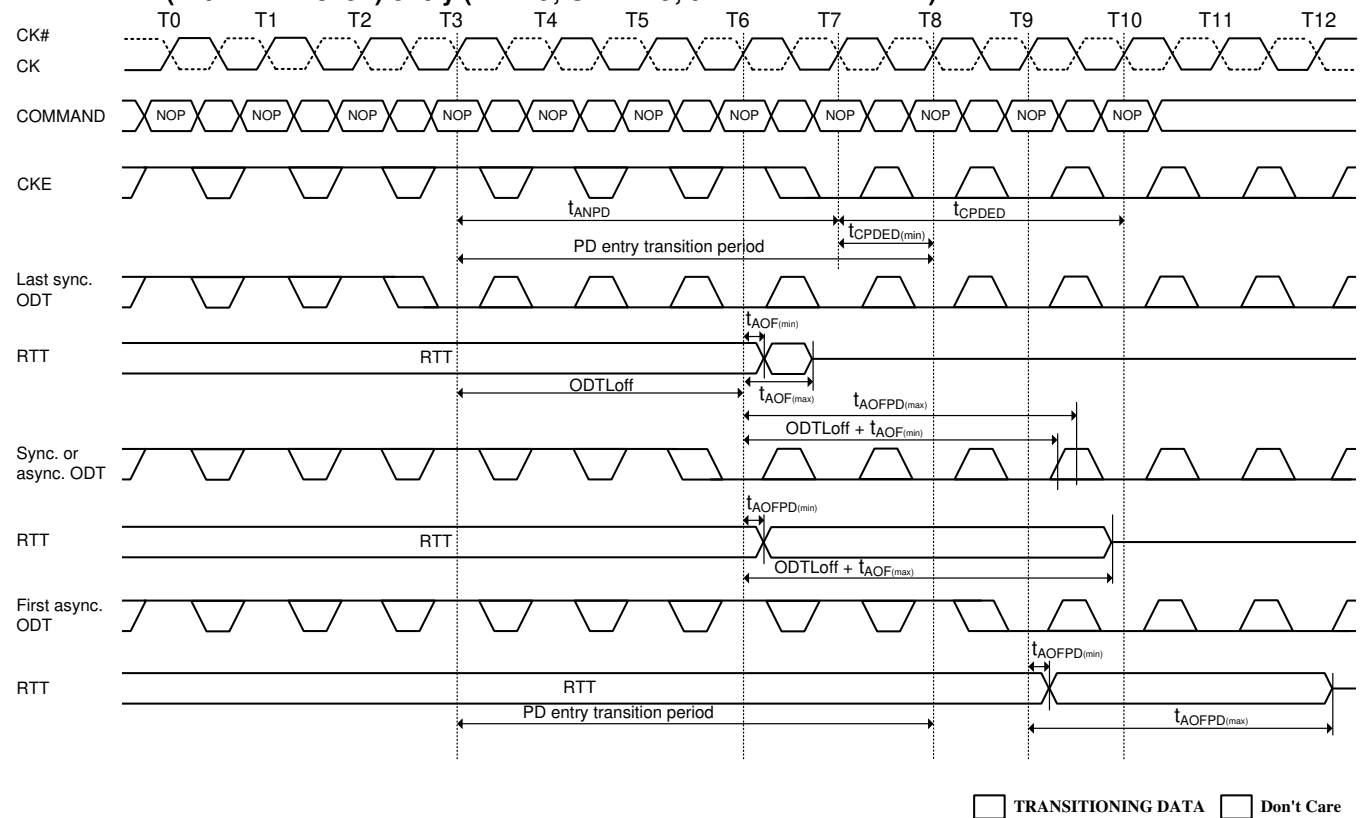 T0 T1 T2 T3 T4 T5 T6 T7 T8 T9 T10 T11 T12
CK#
CK
COMMAND NOP NOP NOP NOP NOP NOP NOP NOP NOP NOP NOP
CKE
tANPD tCPDED
tCPDED(min)
PD entry transition period
Last sync.
ODT
tAOF(min)
RTT RTT
ODTLoff
tAOF(max)
tAOFPD(max)
ODTLoff + tAOF(min)
Sync. or
async. ODT
tAOFPD(min)
RTT RTT
ODTLoff + tAOF(max)
First async.
ODT
tAOFPD(min)
RTT RTT
PD entry transition period
tAOFPD(max)
TRANSITIONING DATA Don't Care